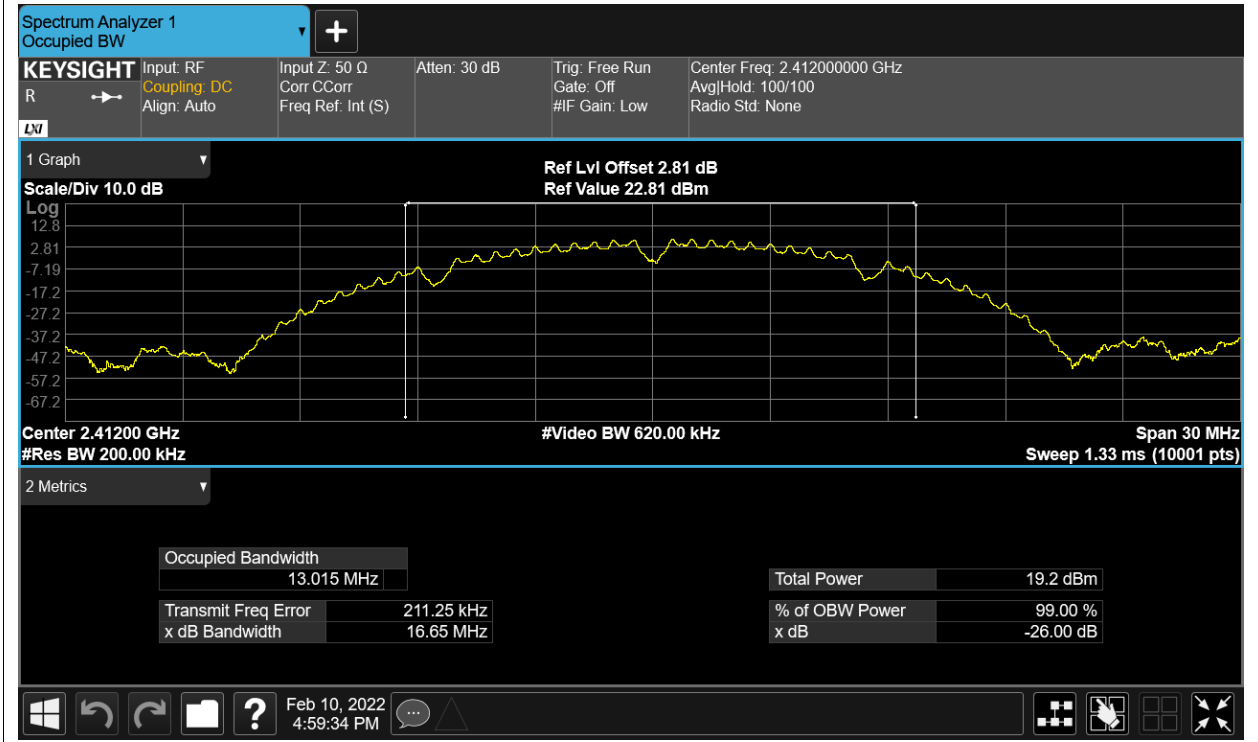 Spectrum Analyzer 1
Occupied BW
KEYSIGHT
R
LXI
Input: RF
Coupling: DC
Align: Auto
Input Z: 50 Ω
Corr CCorr
Freq Ref: Int (S)
Atten: 30 dB
Trig: Free Run
Gate: Off
#IF Gain: Low
Center Freq: 2.412000000 GHz
Avg|Hold: 100/100
Radio Std: None
1 Graph
Scale/Div 10.0 dB
Ref Lvl Offset 2.81 dB
Ref Value 22.81 dBm
Log
12.8
2.81
-7.19
-17.2
-27.2
-37.2
-47.2
-57.2
-67.2
Center 2.41200 GHz
#Video BW 620.00 kHz
Span 30 MHz
#Res BW 200.00 kHz
Sweep 1.33 ms (10001 pts)
2 Metrics
Occupied Bandwidth
13.015 MHz
Total Power 19.2 dBm
Transmit Freq Error 211.25 kHz
% of OBW Power 99.00 %
x dB Bandwidth 16.65 MHz
x dB -26.00 dB
?
Feb 10, 2022
4:59:34 PM